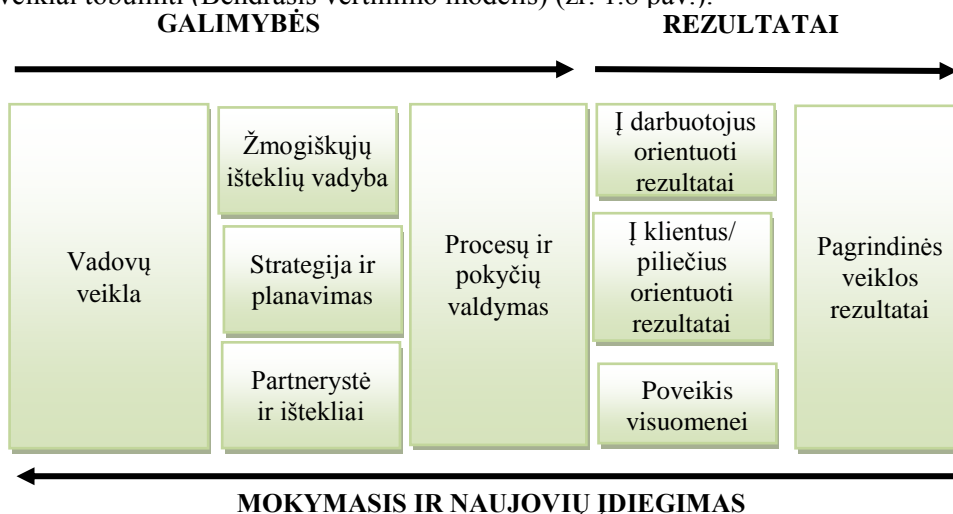 veiklai tobulinti (Bendrasis vertinimo modelis) (žr. 1.8 pav.).
GALIMYBĖS
REZULTATAI
Vadovų
veikla
Žmogiškųjų
išteklių vadyba
Strategija ir
planavimas
Partnerystė
ir ištekliai
Procesų ir
pokyčių
valdymas
Į darbuotojus
orientuoti
rezultatai
Į klientus/
piliečius
orientuoti
rezultatai
Poveikis
visuomenei
Pagrindinės
veiklos
rezultatai
MOKYMASIS IR NAUJOVIŲ ĮDIEGIMAS